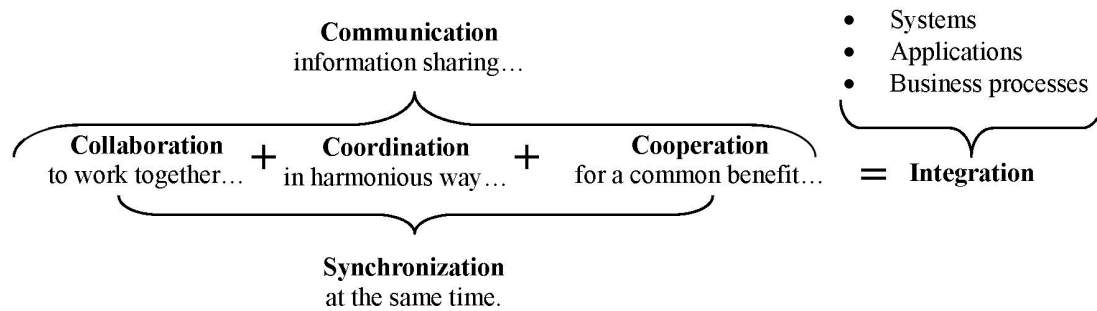 Communication
information sharing…
• Systems
• Applications
• Business processes
Collaboration + Coordination + Cooperation
to work together… in harmonious way… for a common benefit… = Integration
Synchronization
at the same time.